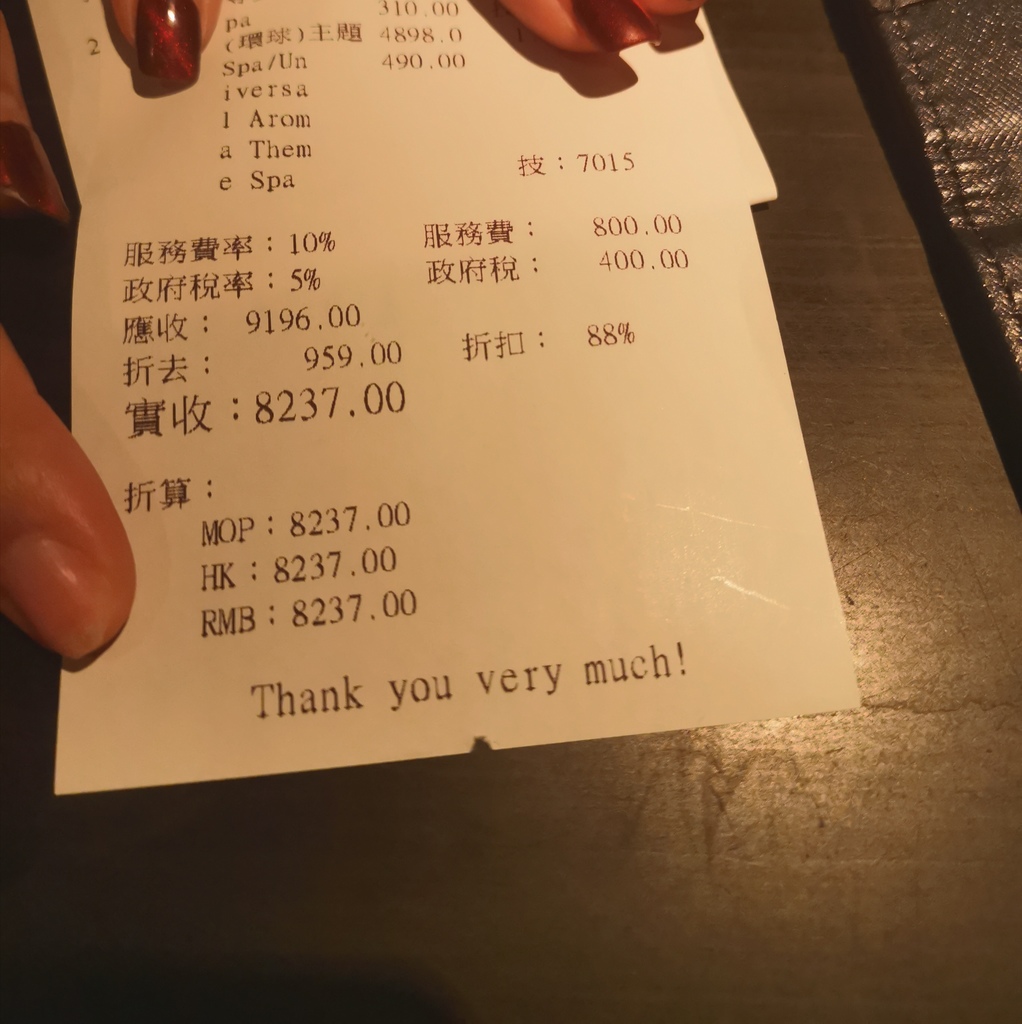 310.00
pa
2 (環球)主題 4898.0 1
Spa/Un 490.00
iversa
l Arom
a Them
e Spa 技：7015
服務費率：10% 服務費： 800.00
政府稅率：5% 政府稅： 400.00
應收： 9196.00
折去： 959.00 折扣： 88%
實收：8237.00
折算：
MOP：8237.00
HK：8237.00
RMB：8237.00
Thank you very much!